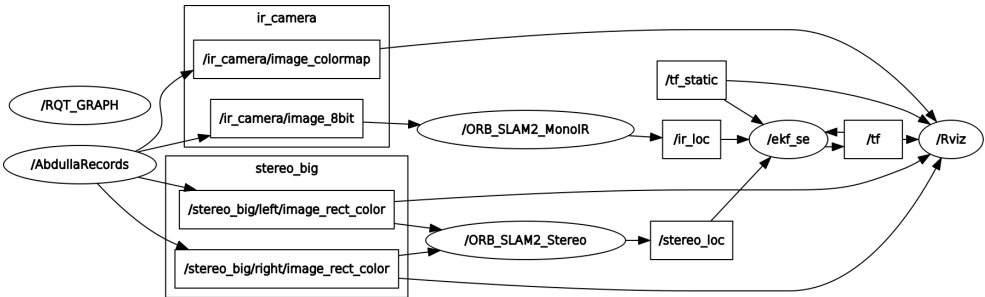 ir_camera
/ir_camera/image_colormap
/tf_static
/RQT_GRAPH
/ir_camera/image_8bit
/ORB_SLAM2_MonoIR
/ir_loc
/ekf_se
/tf
/Rviz
/AbdullaRecords
stereo_big
/stereo_big/left/image_rect_color
/ORB_SLAM2_Stereo
/stereo_loc
/stereo_big/right/image_rect_color